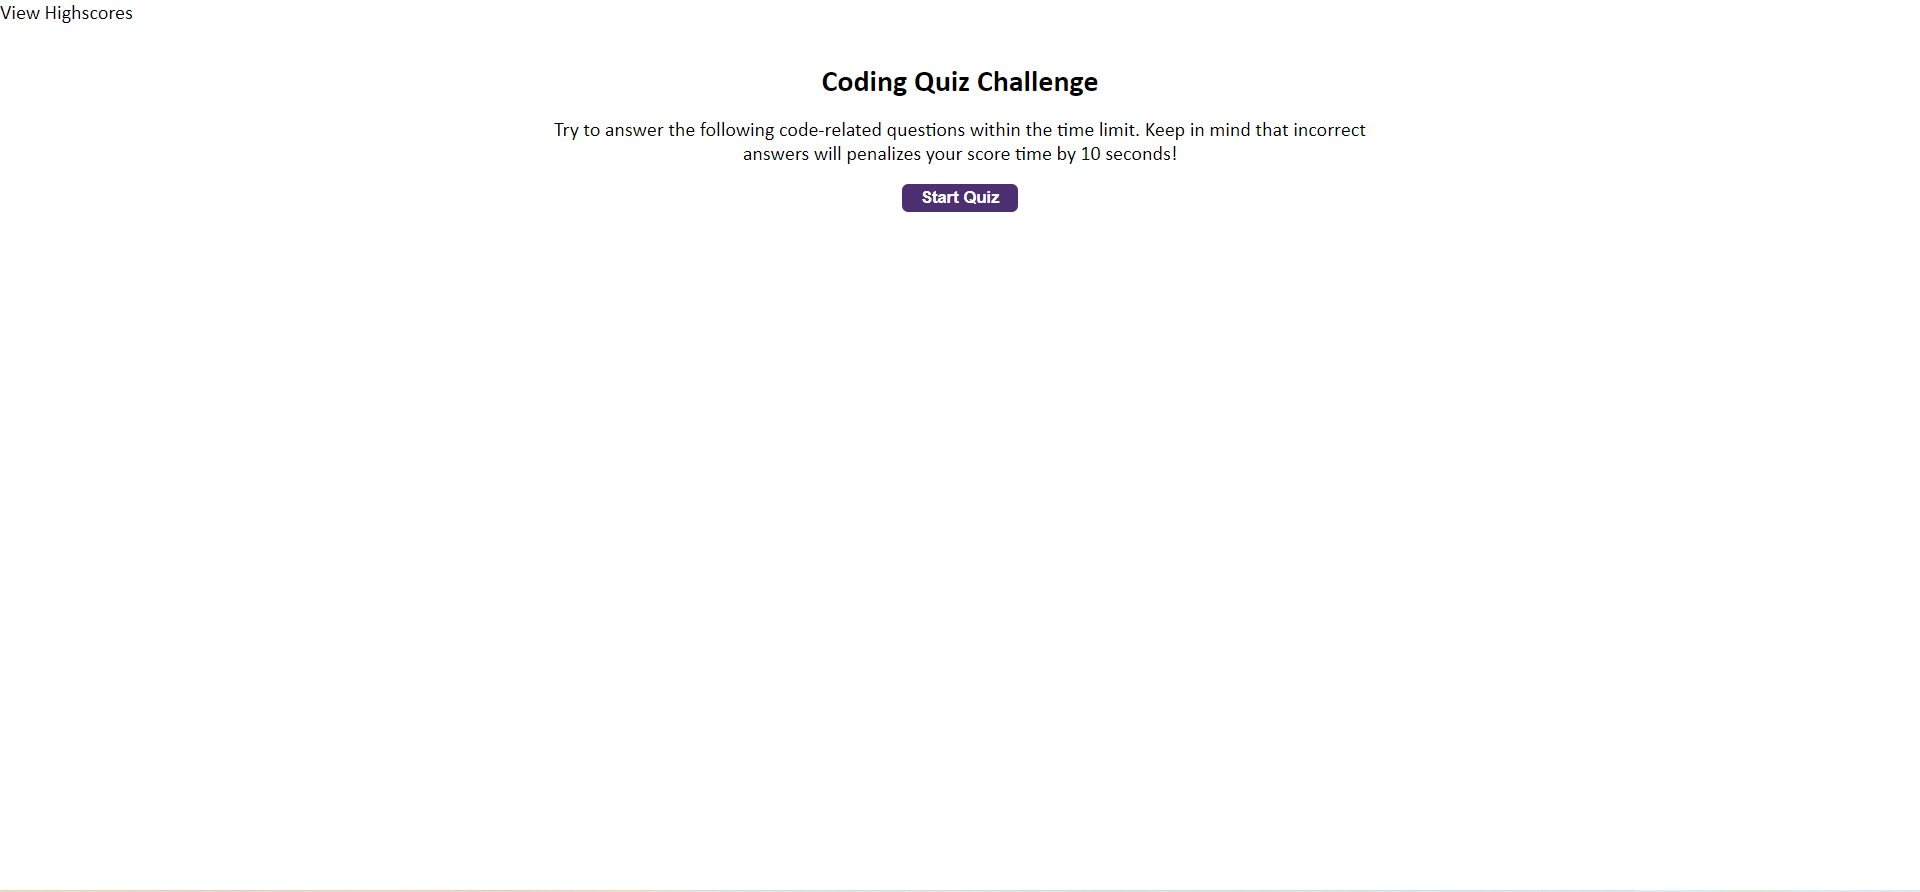 View Highscores
Coding Quiz Challenge
Try to answer the following code-related questions within the time limit. Keep in mind that incorrect
answers will penalizes your score time by 10 seconds!
Start Quiz